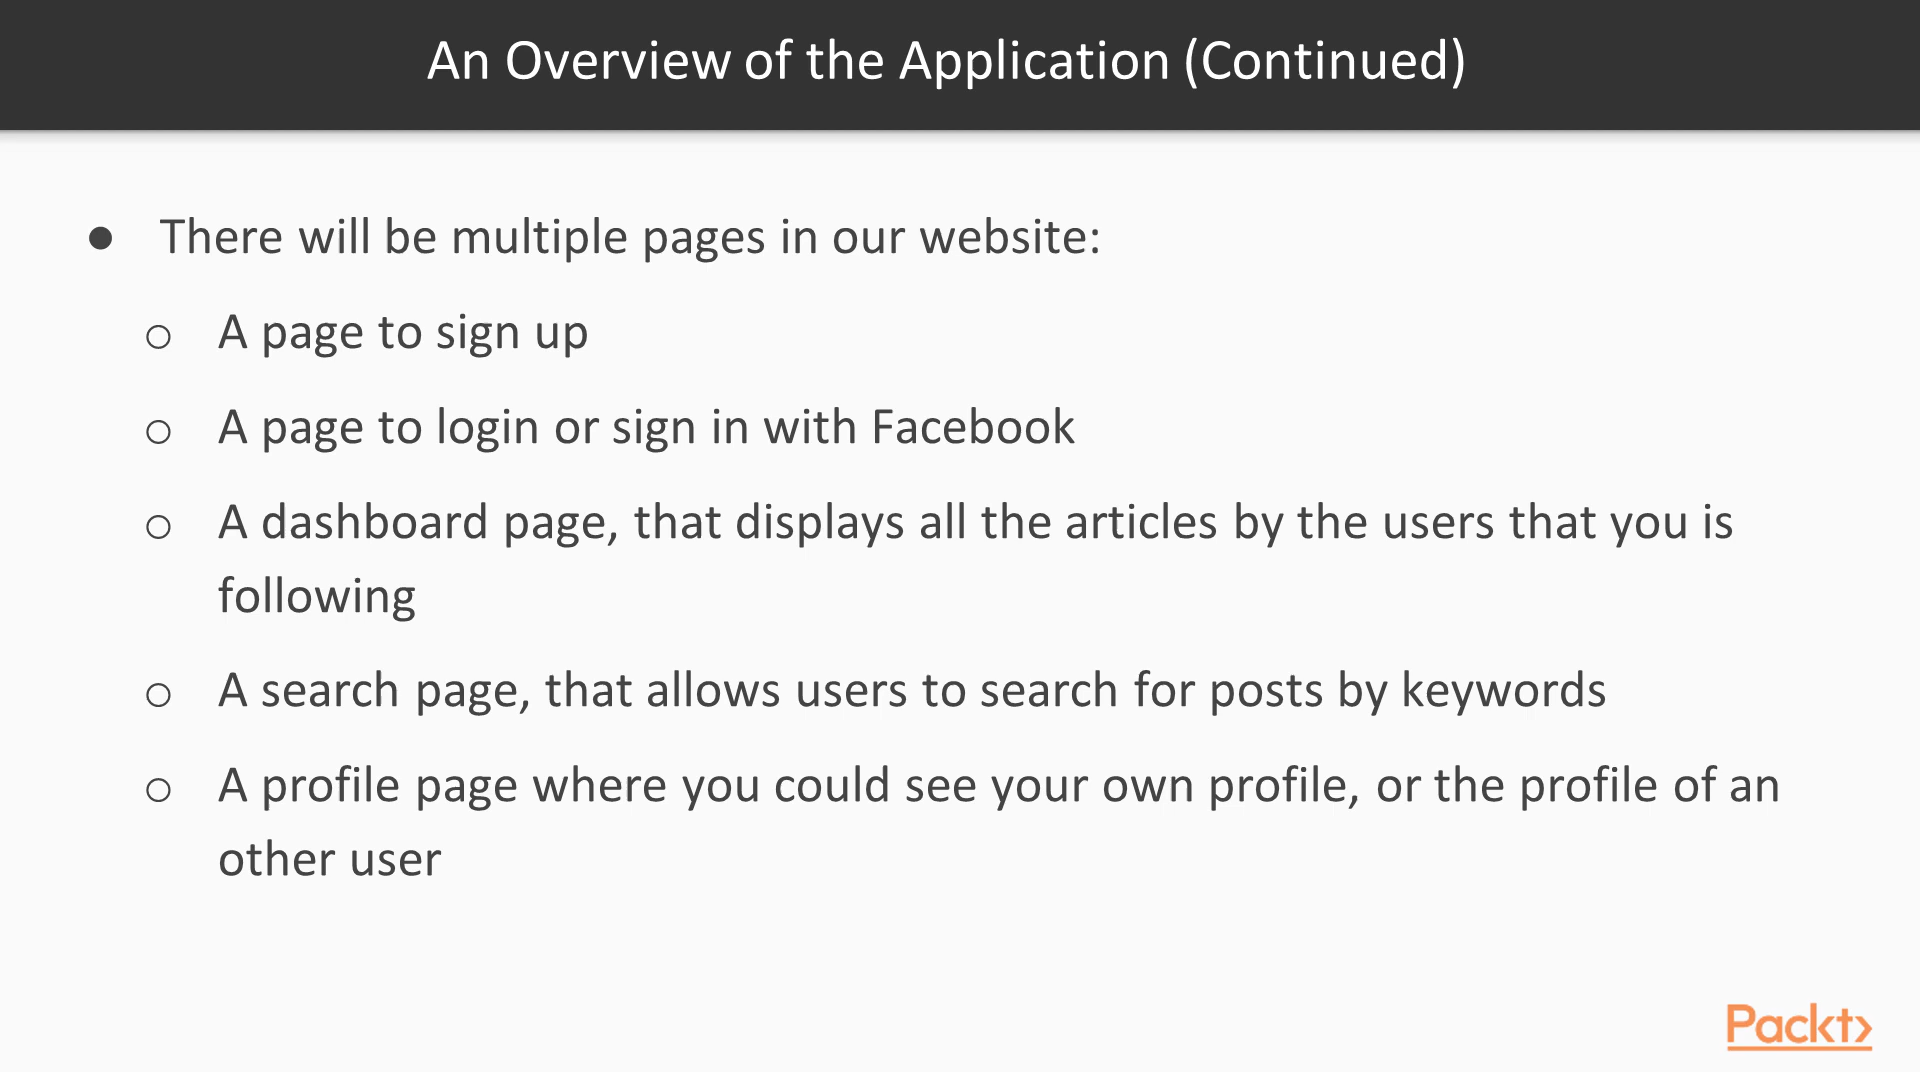 An Overview of the Application (Continued)
● There will be multiple pages in our website:
○ A page to sign up
○ A page to login or sign in with Facebook
○ A dashboard page, that displays all the articles by the users that you is
following
○ A search page, that allows users to search for posts by keywords
○ A profile page where you could see your own profile, or the profile of an
other user
Packt>